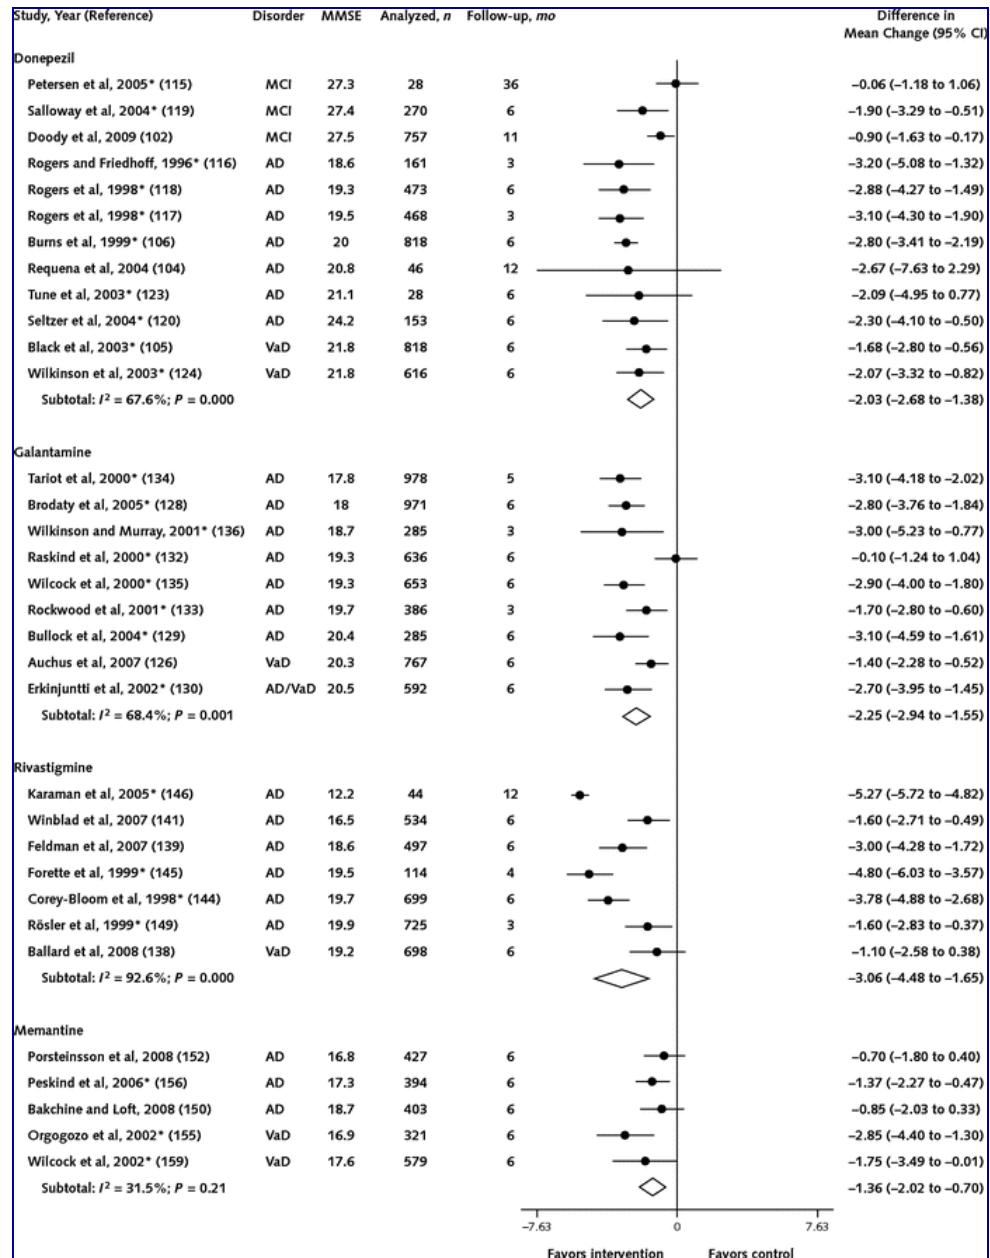 Study, Year (Reference) Disorder MMSE Analyzed, n Follow-up, mo Difference in
Mean Change (95% CI)
Donepezil
Petersen et al, 2005* (115) MCI 27.3 28 36 –0.06 (–1.18 to 1.06)
Salloway et al, 2004* (119) MCI 27.4 270 6 –1.90 (–3.29 to –0.51)
Doody et al, 2009 (102) MCI 27.5 757 11 –0.90 (–1.63 to –0.17)
Rogers and Friedhoff, 1996* (116) AD 18.6 161 3 –3.20 (–5.08 to –1.32)
Rogers et al, 1998* (118) AD 19.3 473 6 –2.88 (–4.27 to –1.49)
Rogers et al, 1998* (117) AD 19.5 468 3 –3.10 (–4.30 to –1.90)
Burns et al, 1999* (106) AD 20 818 6 –2.80 (–3.41 to –2.19)
Requena et al, 2004 (104) AD 20.8 46 12 –2.67 (–7.63 to 2.29)
Tune et al, 2003* (123) AD 21.1 28 6 –2.09 (–4.95 to 0.77)
Seltzer et al, 2004* (120) AD 24.2 153 6 –2.30 (–4.10 to –0.50)
Black et al, 2003* (105) VaD 21.8 818 6 –1.68 (–2.80 to –0.56)
Wilkinson et al, 2003* (124) VaD 21.8 616 6 –2.07 (–3.32 to –0.82)
Subtotal: I² = 67.6%; P = 0.000 –2.03 (–2.68 to –1.38)
Galantamine
Tariot et al, 2000* (134) AD 17.8 978 5 –3.10 (–4.18 to –2.02)
Brodaty et al, 2005* (128) AD 18 971 6 –2.80 (–3.76 to –1.84)
Wilkinson and Murray, 2001* (136) AD 18.7 285 3 –3.00 (–5.23 to –0.77)
Raskind et al, 2000* (132) AD 19.3 636 6 –0.10 (–1.24 to 1.04)
Wilcock et al, 2000* (135) AD 19.3 653 6 –2.90 (–4.00 to –1.80)
Rockwood et al, 2001* (133) AD 19.7 386 3 –1.70 (–2.80 to –0.60)
Bullock et al, 2004* (129) AD 20.4 285 6 –3.10 (–4.59 to –1.61)
Auchus et al, 2007 (126) VaD 20.3 767 6 –1.40 (–2.28 to –0.52)
Erkinjuntti et al, 2002* (130) AD/VaD 20.5 592 6 –2.70 (–3.95 to –1.45)
Subtotal: I² = 68.4%; P = 0.001 –2.25 (–2.94 to –1.55)
Rivastigmine
Karaman et al, 2005* (146) AD 12.2 44 12 –5.27 (–5.72 to –4.82)
Winblad et al, 2007 (141) AD 16.5 534 6 –1.60 (–2.71 to –0.49)
Feldman et al, 2007 (139) AD 18.6 497 6 –3.00 (–4.28 to –1.72)
Forette et al, 1999* (145) AD 19.5 114 4 –4.80 (–6.03 to –3.57)
Corey-Bloom et al, 1998* (144) AD 19.7 699 6 –3.78 (–4.88 to –2.68)
Rösler et al, 1999* (149) AD 19.9 725 3 –1.60 (–2.83 to –0.37)
Ballard et al, 2008 (138) VaD 19.2 698 6 –1.10 (–2.58 to 0.38)
Subtotal: I² = 92.6%; P = 0.000 –3.06 (–4.48 to –1.65)
Memantine
Porsteinsson et al, 2008 (152) AD 16.8 427 6 –0.70 (–1.80 to 0.40)
Peskind et al, 2006* (156) AD 17.3 394 6 –1.37 (–2.27 to –0.47)
Bakchine and Loft, 2008 (150) AD 18.7 403 6 –0.85 (–2.03 to 0.33)
Orgogozo et al, 2002* (155) VaD 16.9 321 6 –2.85 (–4.40 to –1.30)
Wilcock et al, 2002* (159) VaD 17.6 579 6 –1.75 (–3.49 to –0.01)
Subtotal: I² = 31.5%; P = 0.21 –1.36 (–2.02 to –0.70)
–7.63 0 7.63
Favors intervention Favors control